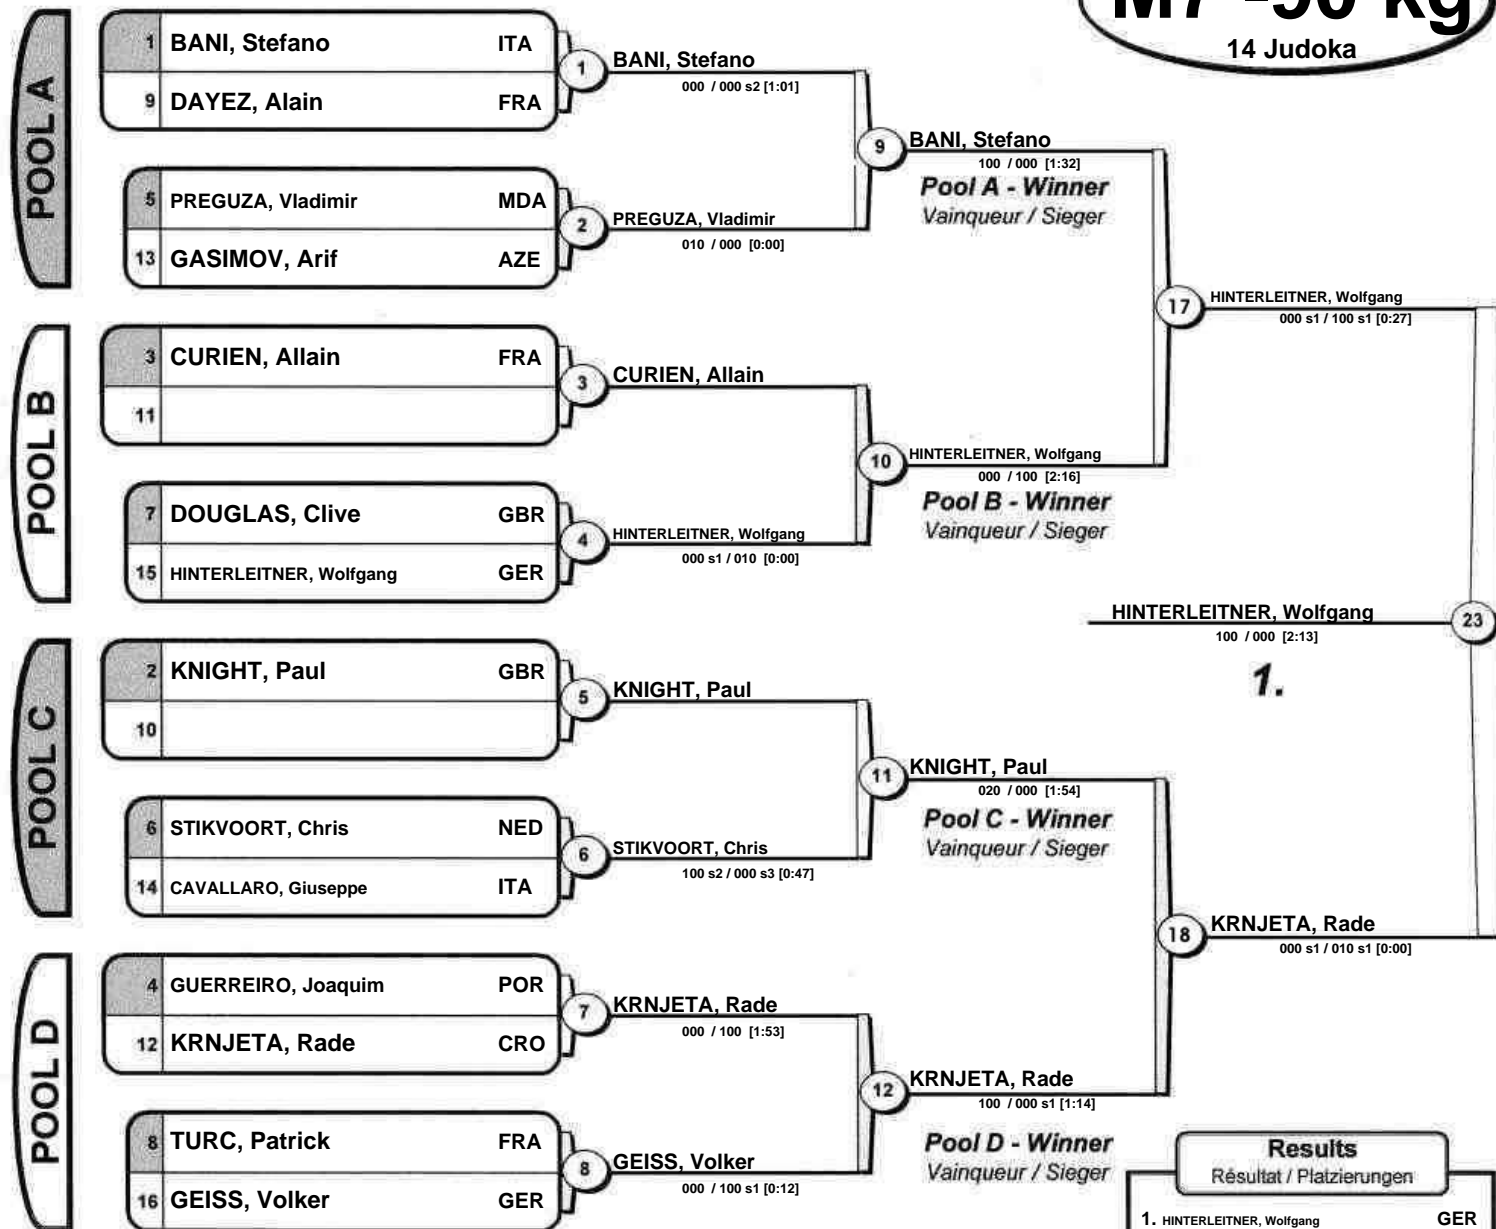 M7 -90 kg
14 Judoka
POOL A
1 BANI, Stefano ITA
9 DAYEZ, Alain FRA
1 BANI, Stefano
000 / 000 s2 [1:01]
5 PREGUZA, Vladimir MDA
13 GASIMOV, Arif AZE
2 PREGUZA, Vladimir
010 / 000 [0:00]
9 BANI, Stefano
100 / 000 [1:32]
Pool A - Winner
Vainqueur / Sieger
POOL B
3 CURIEN, Allain FRA
11
3 CURIEN, Allain
7 DOUGLAS, Clive GBR
15 HINTERLEITNER, Wolfgang GER
4 HINTERLEITNER, Wolfgang
000 s1 / 010 [0:00]
10 HINTERLEITNER, Wolfgang
000 / 100 [2:16]
Pool B - Winner
Vainqueur / Sieger
17 HINTERLEITNER, Wolfgang
000 s1 / 100 s1 [0:27]
HINTERLEITNER, Wolfgang 23
100 / 000 [2:13]
1.
POOL C
2 KNIGHT, Paul GBR
10
5 KNIGHT, Paul
6 STIKVOORT, Chris NED
14 CAVALLARO, Giuseppe ITA
6 STIKVOORT, Chris
100 s2 / 000 s3 [0:47]
11 KNIGHT, Paul
020 / 000 [1:54]
Pool C - Winner
Vainqueur / Sieger
18 KRNJETA, Rade
000 s1 / 010 s1 [0:00]
POOL D
4 GUERREIRO, Joaquim POR
12 KRNJETA, Rade CRO
7 KRNJETA, Rade
000 / 100 [1:53]
8 TURC, Patrick FRA
16 GEISS, Volker GER
8 GEISS, Volker
000 / 100 s1 [0:12]
12 KRNJETA, Rade
100 / 000 s1 [1:14]
Pool D - Winner
Vainqueur / Sieger
Results
Résultat / Platzierungen
1. HINTERLEITNER, Wolfgang GER